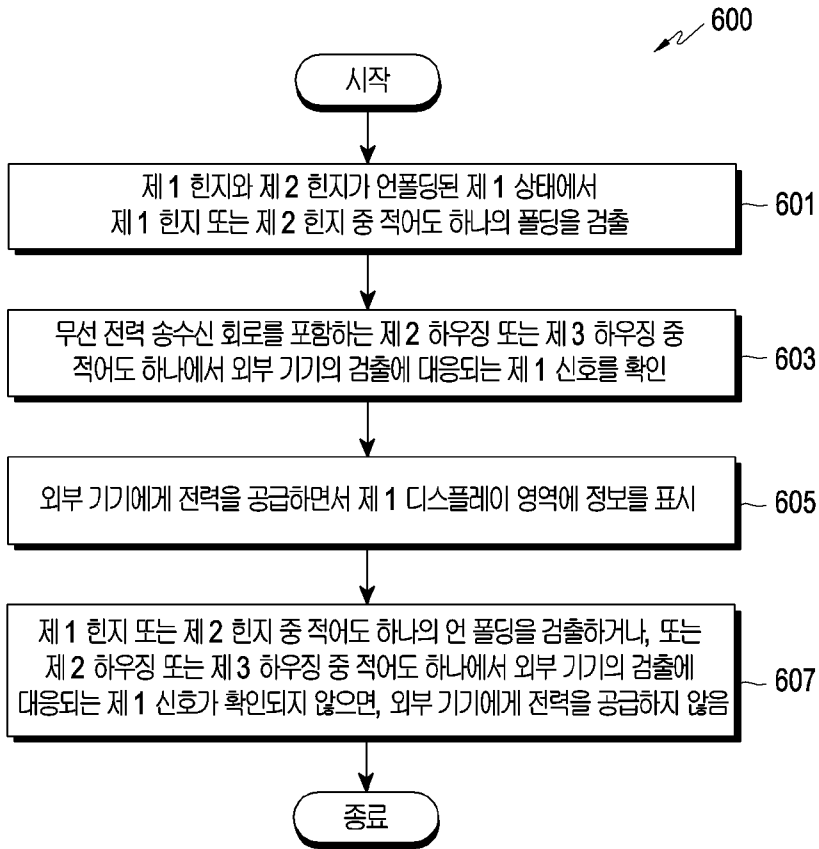 600
시작
제 1 힌지와 제 2 힌지가 언폴딩된 제 1 상태에서
제 1 힌지 또는 제 2 힌지 중 적어도 하나의 폴딩을 검출
601
무선 전력 송수신 회로를 포함하는 제 2 하우징 또는 제 3 하우징 중
적어도 하나에서 외부 기기의 검출에 대응되는 제 1 신호를 확인
603
외부 기기에게 전력을 공급하면서 제 1 디스플레이 영역에 정보를 표시
605
제 1 힌지 또는 제 2 힌지 중 적어도 하나의 언 폴딩을 검출하거나, 또는
제 2 하우징 또는 제 3 하우징 중 적어도 하나에서 외부 기기의 검출에
대응되는 제 1 신호가 확인되지 않으면, 외부 기기에게 전력을 공급하지 않음
607
종료